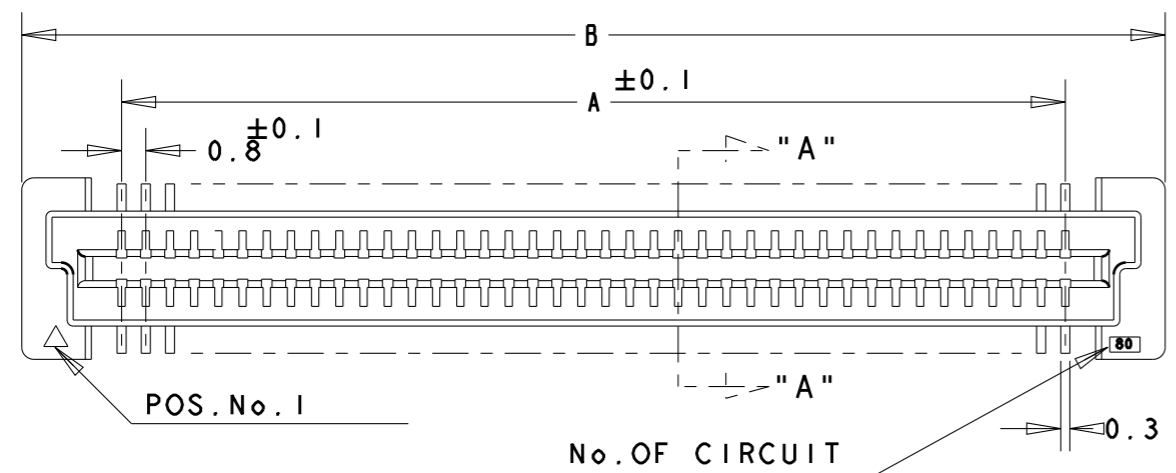 B
A ±0.1
0.8 ±0.1
"A"
80
"A"
POS.No.1
0.3
No.OF CIRCUIT